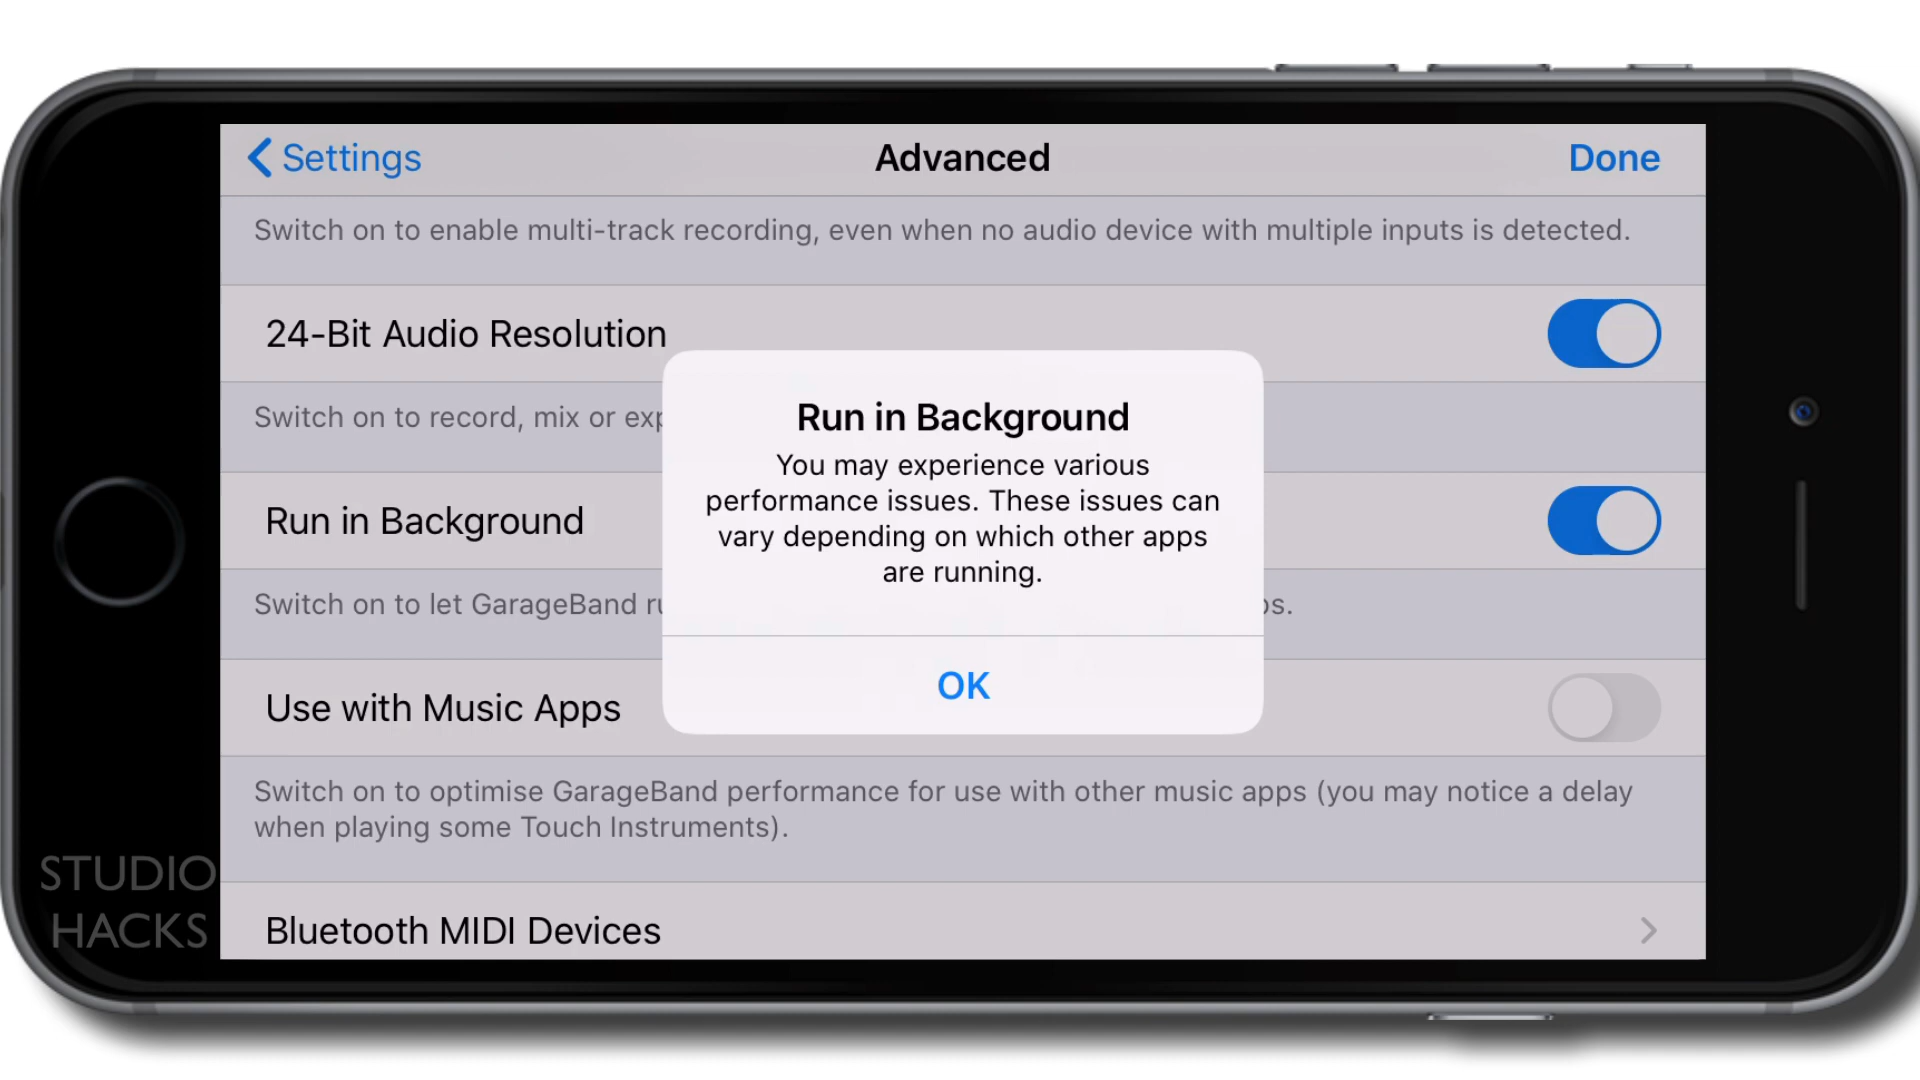 Settings
Advanced
Done
Switch on to enable multi-track recording, even when no audio device with multiple inputs is detected.
24-Bit Audio Resolution
Switch on to record, mix or
Run in Background
Switch on to let GarageBand
Use with Music Apps
Switch on to optimise GarageBand performance for use with other music apps (you may notice a delay
when playing some Touch Instruments).
Bluetooth MIDI Devices
Run in Background
You may experience various
performance issues. These issues can
vary depending on which other apps
are running.
OK
STUDIO
HACKS